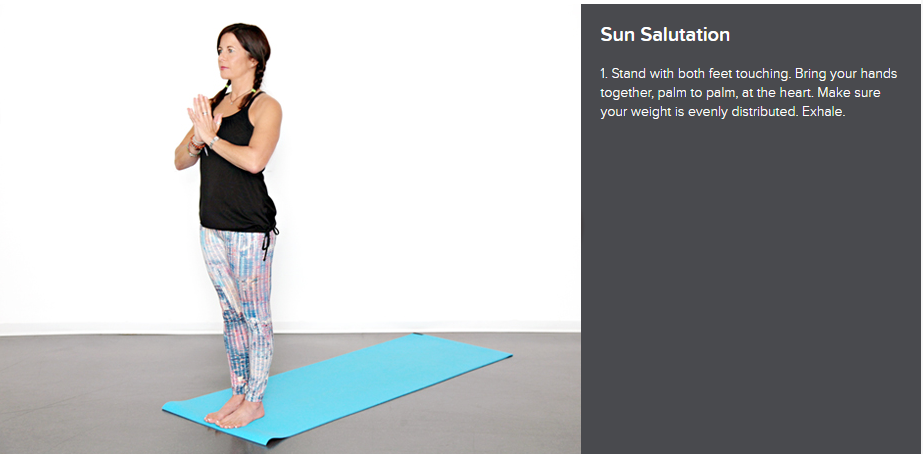 Sun Salutation
1. Stand with both feet touching. Bring your hands
together, palm to palm, at the heart. Make sure
your weight is evenly distributed. Exhale.